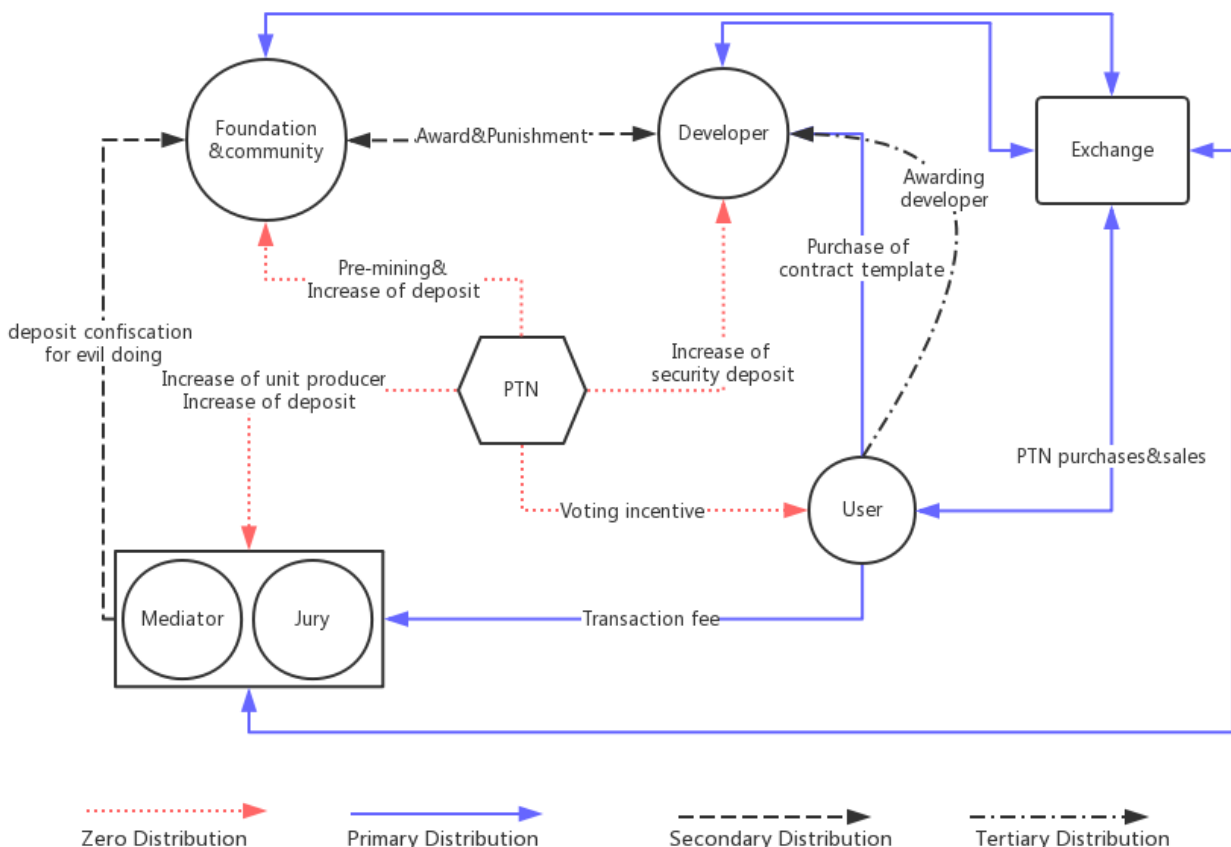 Foundation
&community
Award&Punishment
Developer
Exchange
Awarding
developer
Purchase of
contract template
Pre-mining&
Increase of deposit
deposit confiscation
for evil doing
Increase of unit producer
Increase of deposit
PTN
Increase of
security deposit
PTN purchases&sales
Voting incentive
User
Mediator
Jury
Transaction fee
Zero Distribution
Primary Distribution
Secondary Distribution
Tertiary Distribution